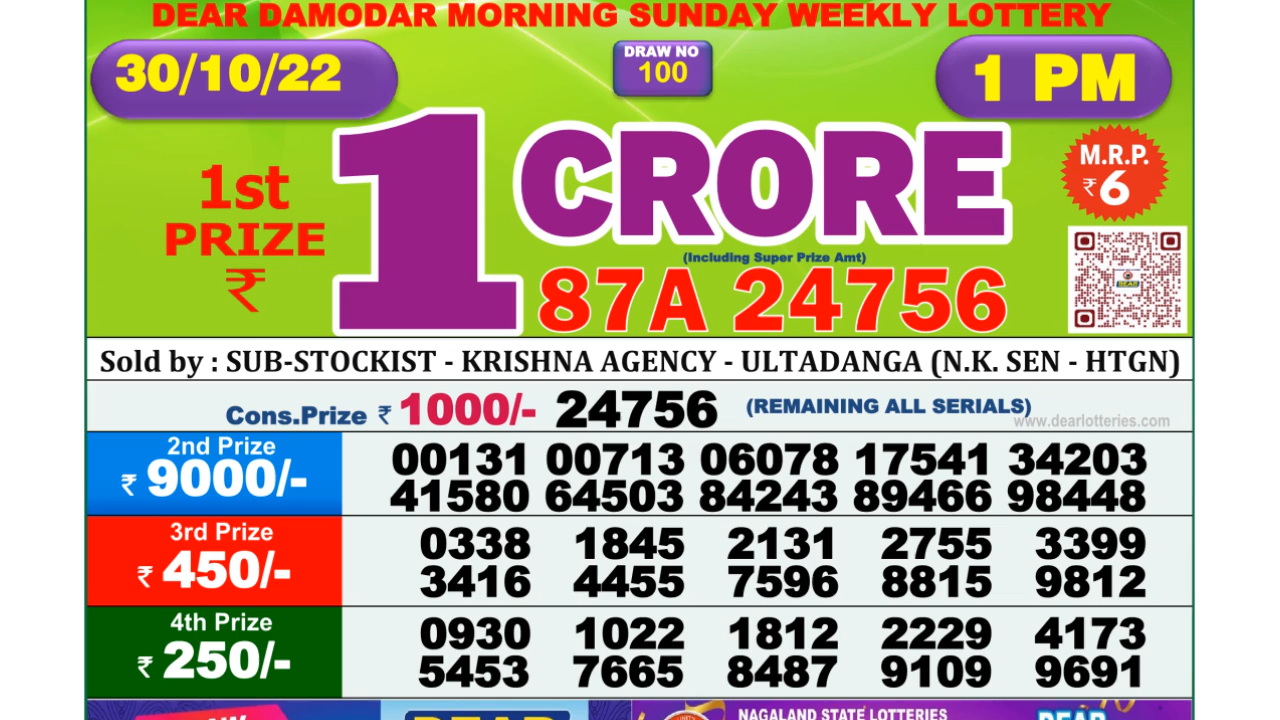 DEAR DAMODAR MORNING SUNDAY WEEKLY LOTTERY
30/10/22
DRAW NO
100
1 PM
1st
PRIZE
₹
1 CRORE
(Including Super Prize Amt)
87A 24756
M.R.P.
₹6
DEAR
Sold by : SUB-STOCKIST - KRISHNA AGENCY - ULTADANGA (N.K. SEN - HTGN)
Cons.Prize ₹ 1000/- 24756 (REMAINING ALL SERIALS)
www.dearlotteries.com
2nd Prize
₹ 9000/-
00131 00713 06078 17541 34203
41580 64503 84243 89466 98448
3rd Prize
₹ 450/-
0338 1845 2131 2755 3399
3416 4455 7596 8815 9812
4th Prize
₹ 250/-
0930 1022 1812 2229 4173
5453 7665 8487 9109 9691
DEAR
NAGALAND STATE LOTTERIES
DEAR